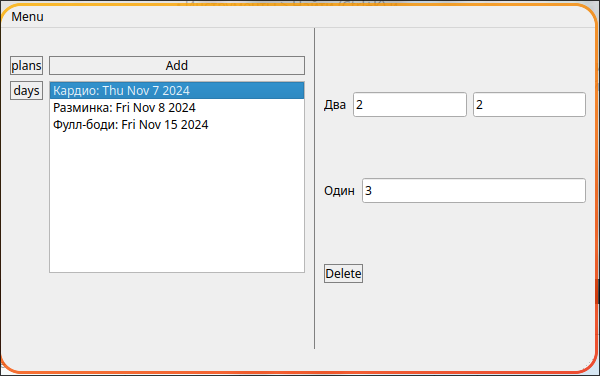 Menu
plans
Add
days
Кардио: Thu Nov 7 2024
Разминка: Fri Nov 8 2024
Фулл-боди: Fri Nov 15 2024
Два 2 2
Один 3
Delete